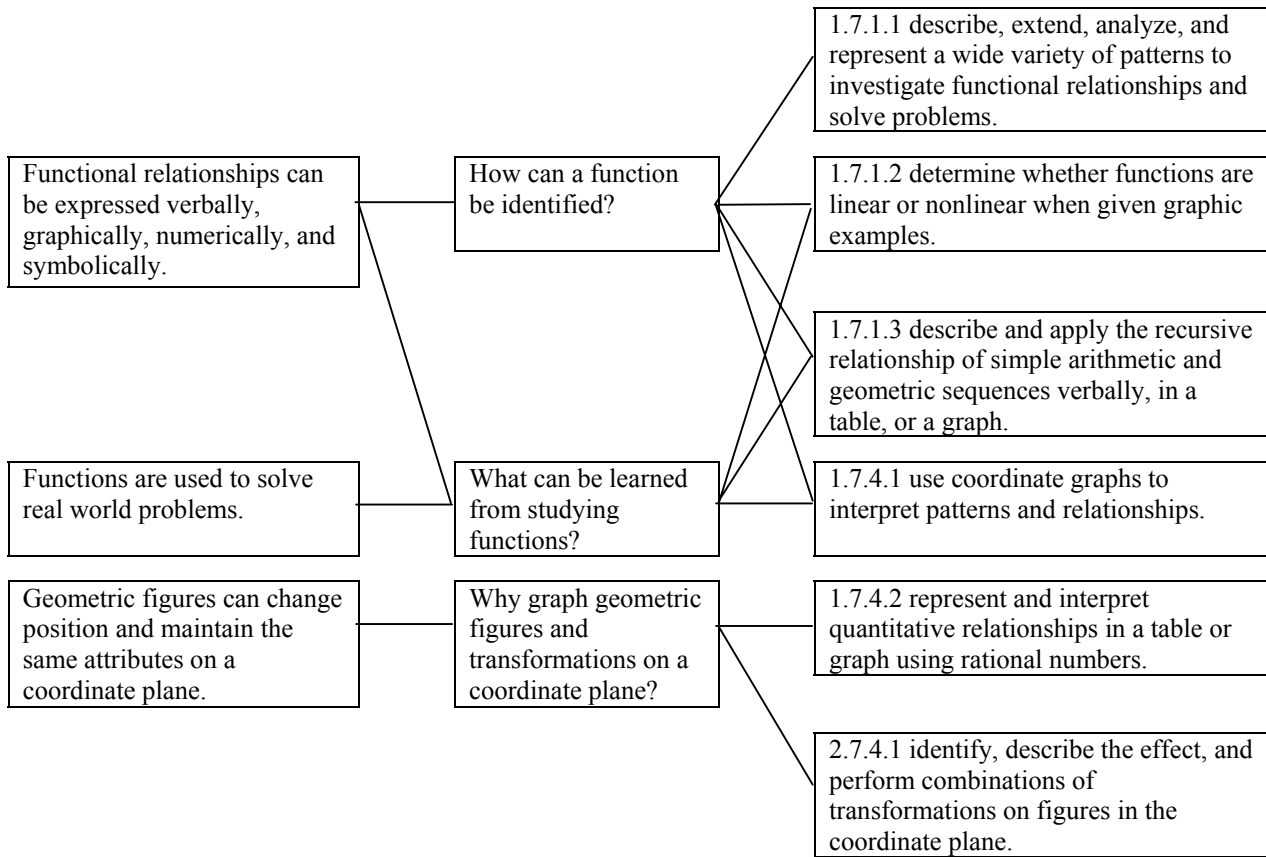 1.7.1.1 describe, extend, analyze, and
represent a wide variety of patterns to
investigate functional relationships and
solve problems.
Functional relationships can
be expressed verbally,
graphically, numerically, and
symbolically.
How can a function
be identified?
1.7.1.2 determine whether functions are
linear or nonlinear when given graphic
examples.
1.7.1.3 describe and apply the recursive
relationship of simple arithmetic and
geometric sequences verbally, in a
table, or a graph.
Functions are used to solve
real world problems.
What can be learned
from studying
functions?
1.7.4.1 use coordinate graphs to
interpret patterns and relationships.
Geometric figures can change
position and maintain the
same attributes on a
coordinate plane.
Why graph geometric
figures and
transformations on a
coordinate plane?
1.7.4.2 represent and interpret
quantitative relationships in a table or
graph using rational numbers.
2.7.4.1 identify, describe the effect, and
perform combinations of
transformations on figures in the
coordinate plane.